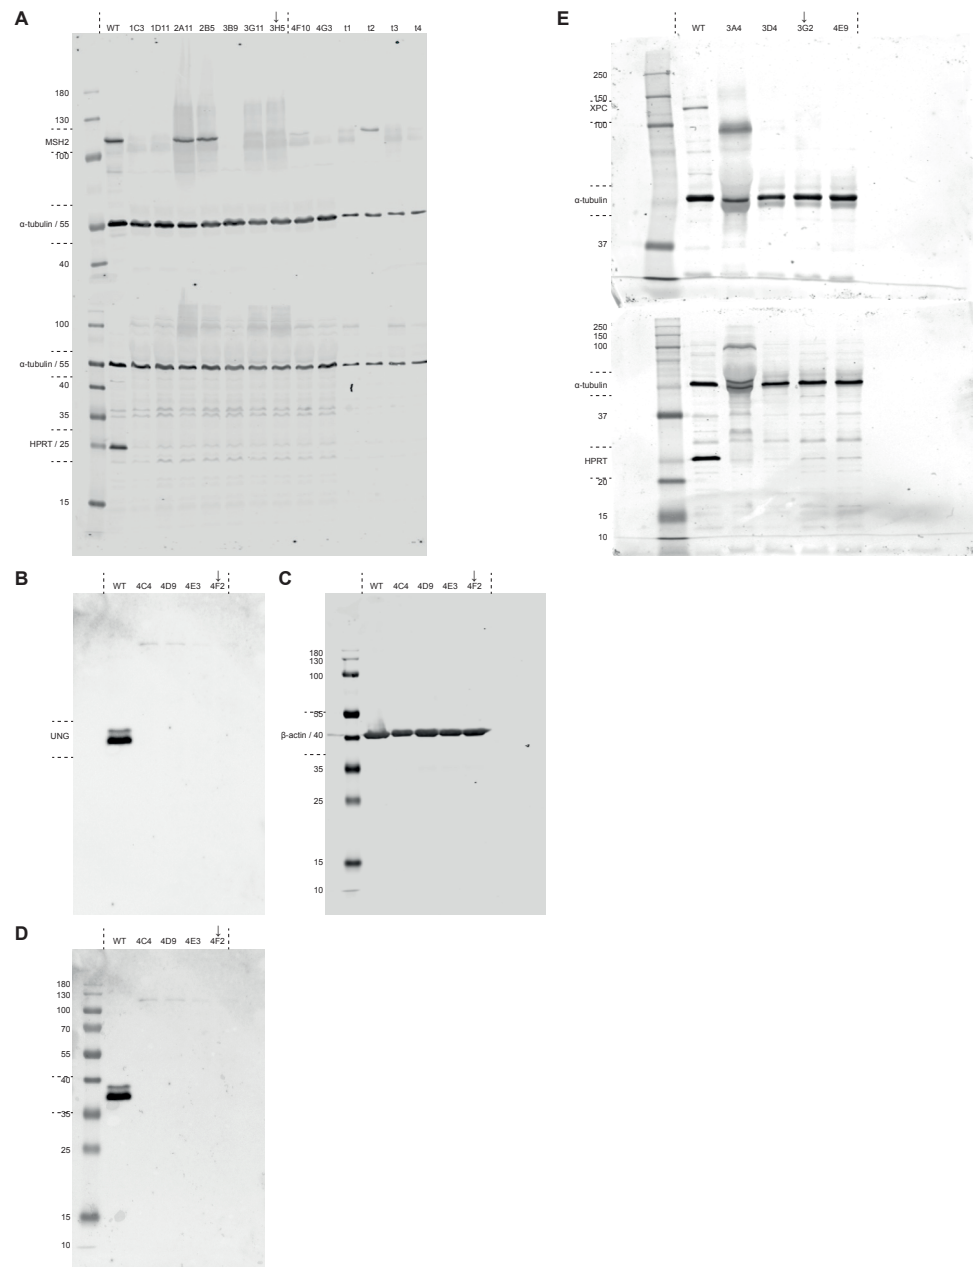 A
WT 1C3 1D11 2A11 2B5 3B9 3G11 3H5 4F10 4G3 t1 t2 t3 t4
180
130
MSH2
100
α-tubulin / 55
40
100
α-tubulin / 55
40
35
HPRT / 25
15
E
WT 3A4 3D4 3G2 4E9
250
150
XPC
100
α-tubulin
37
250
150
100
α-tubulin
37
HPRT
20
15
10
B
WT 4C4 4D9 4E3 4F2
UNG
C
WT 4C4 4D9 4E3 4F2
180
130
100
55
β-actin / 40
35
25
15
10
D
WT 4C4 4D9 4E3 4F2
180
130
100
70
55
40
35
25
15
10